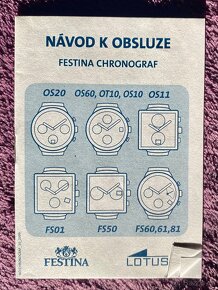 NÁVOD K OBSLUZE
FESTINA CHRONOGRAF
OS20 OS60, OT10, OS10 OS11
FS01 FS50 FS60,61,81
FESTINA LOTUS